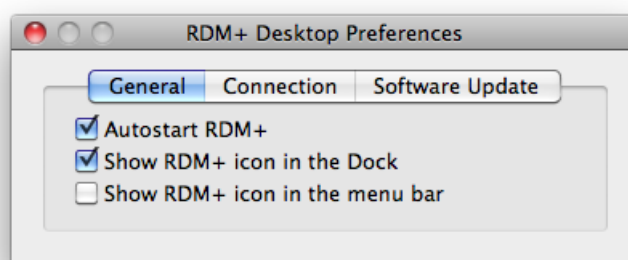 RDM+ Desktop Preferences
General Connection Software Update
Autostart RDM+
Show RDM+ icon in the Dock
Show RDM+ icon in the menu bar